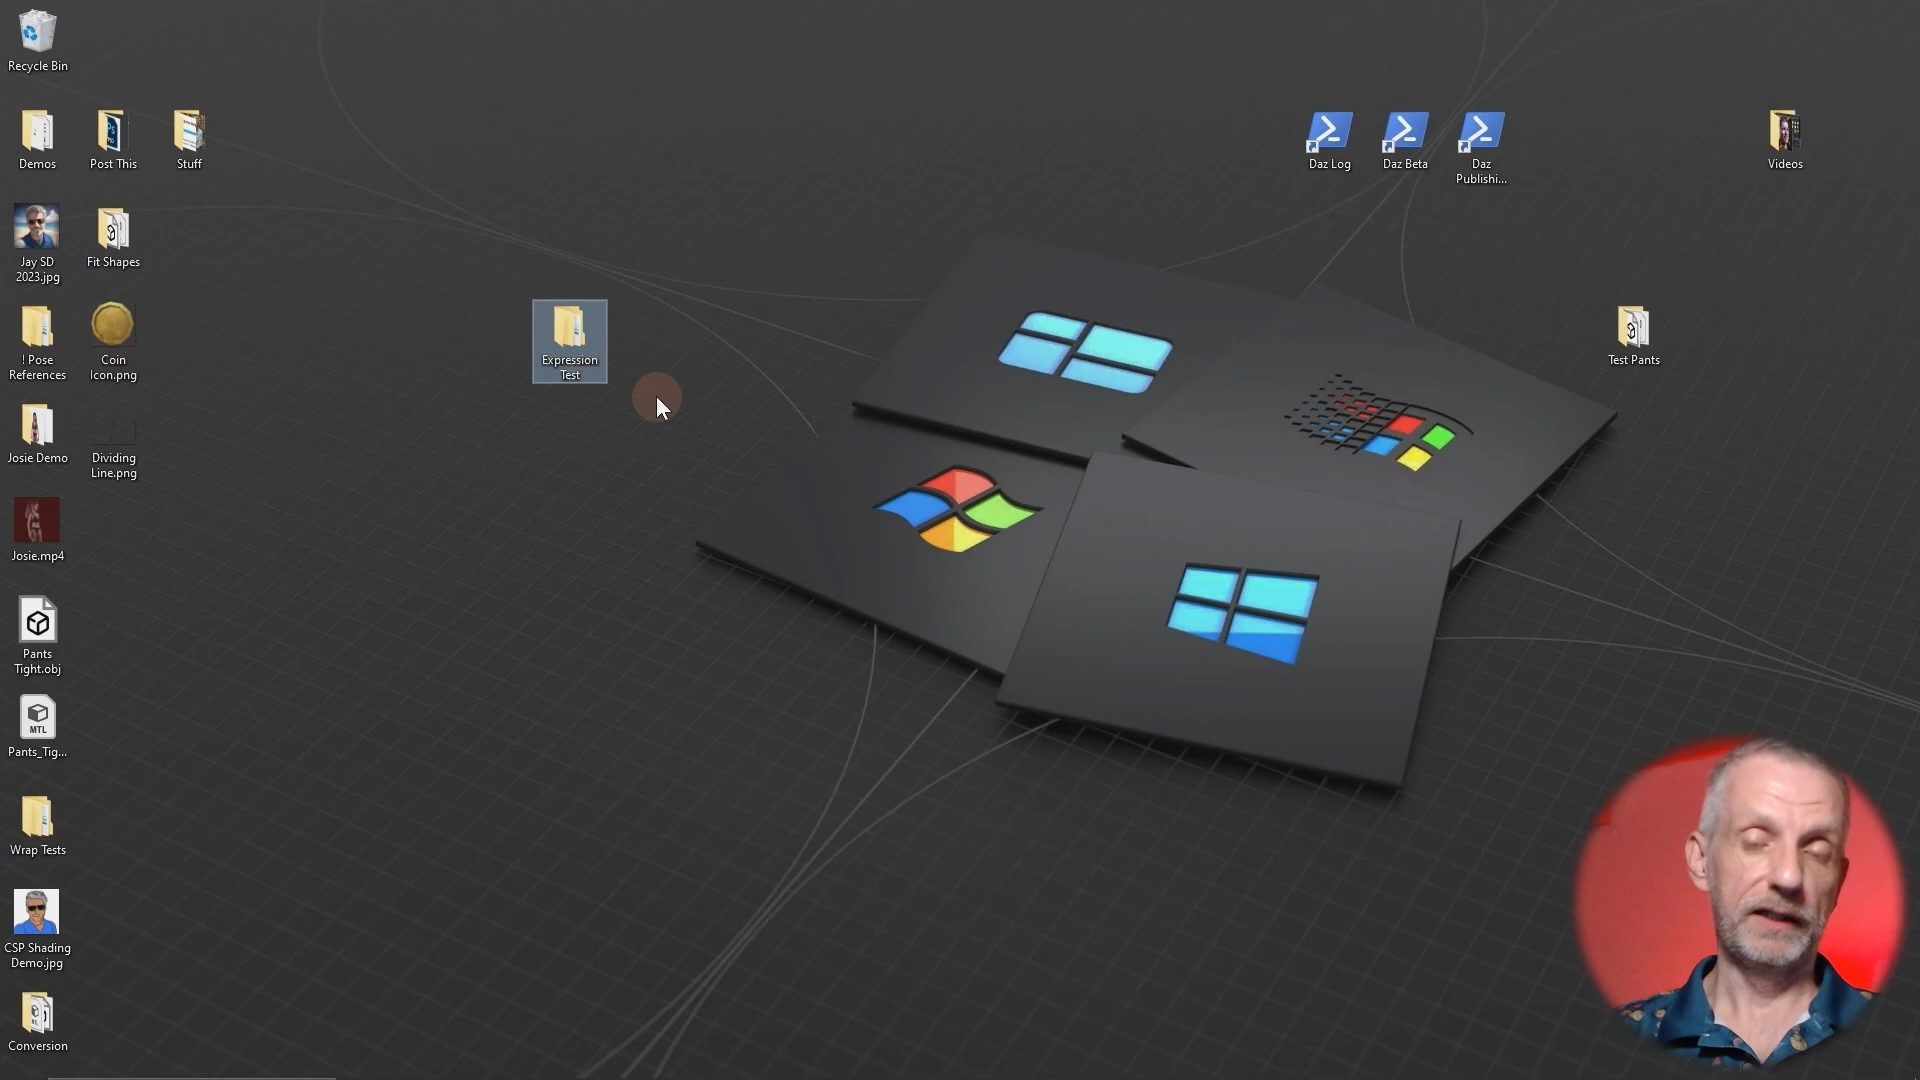 Recycle Bin
Demos
Post This
Stuff
Daz Log
Daz Beta
Daz
Publishi...
Videos
Jay SD
2023.jpg
Fit Shapes
! Pose
References
Coin
Icon.png
Expression
Test
Test Pants
Josie Demo
Dividing
Line.png
Josie.mp4
Pants
Tight.obj
MTL
Pants_Tig...
Wrap Tests
CSP Shading
Demo.jpg
Conversion